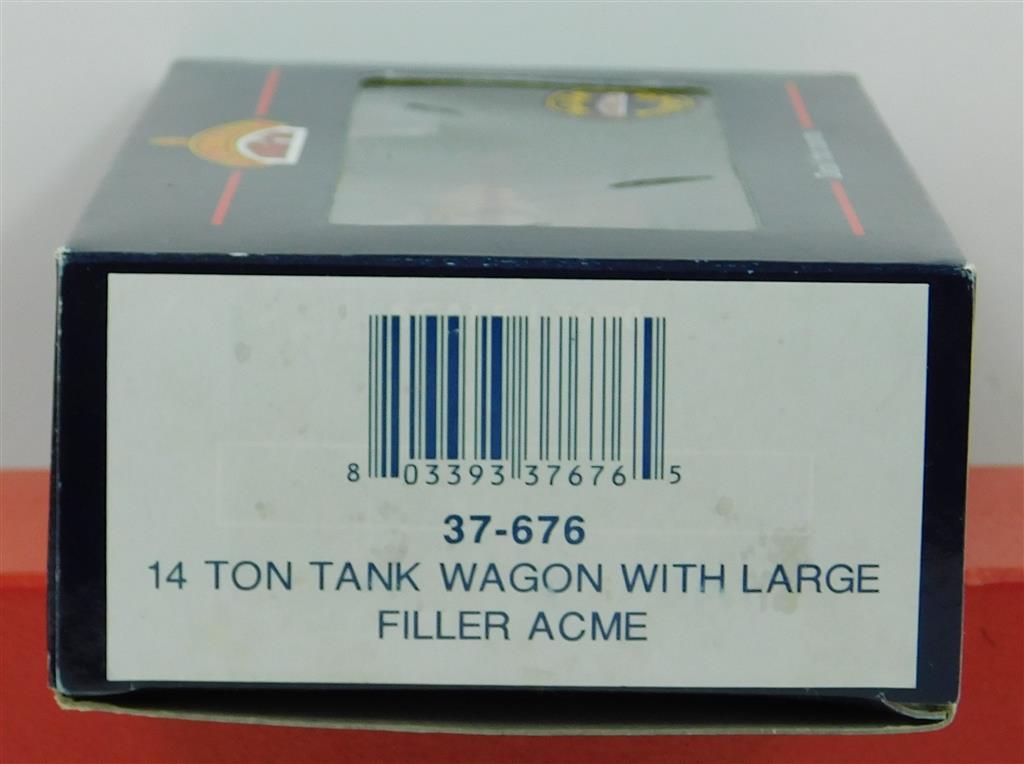 8 03393 37676 5
37-676
14 TON TANK WAGON WITH LARGE
FILLER ACME